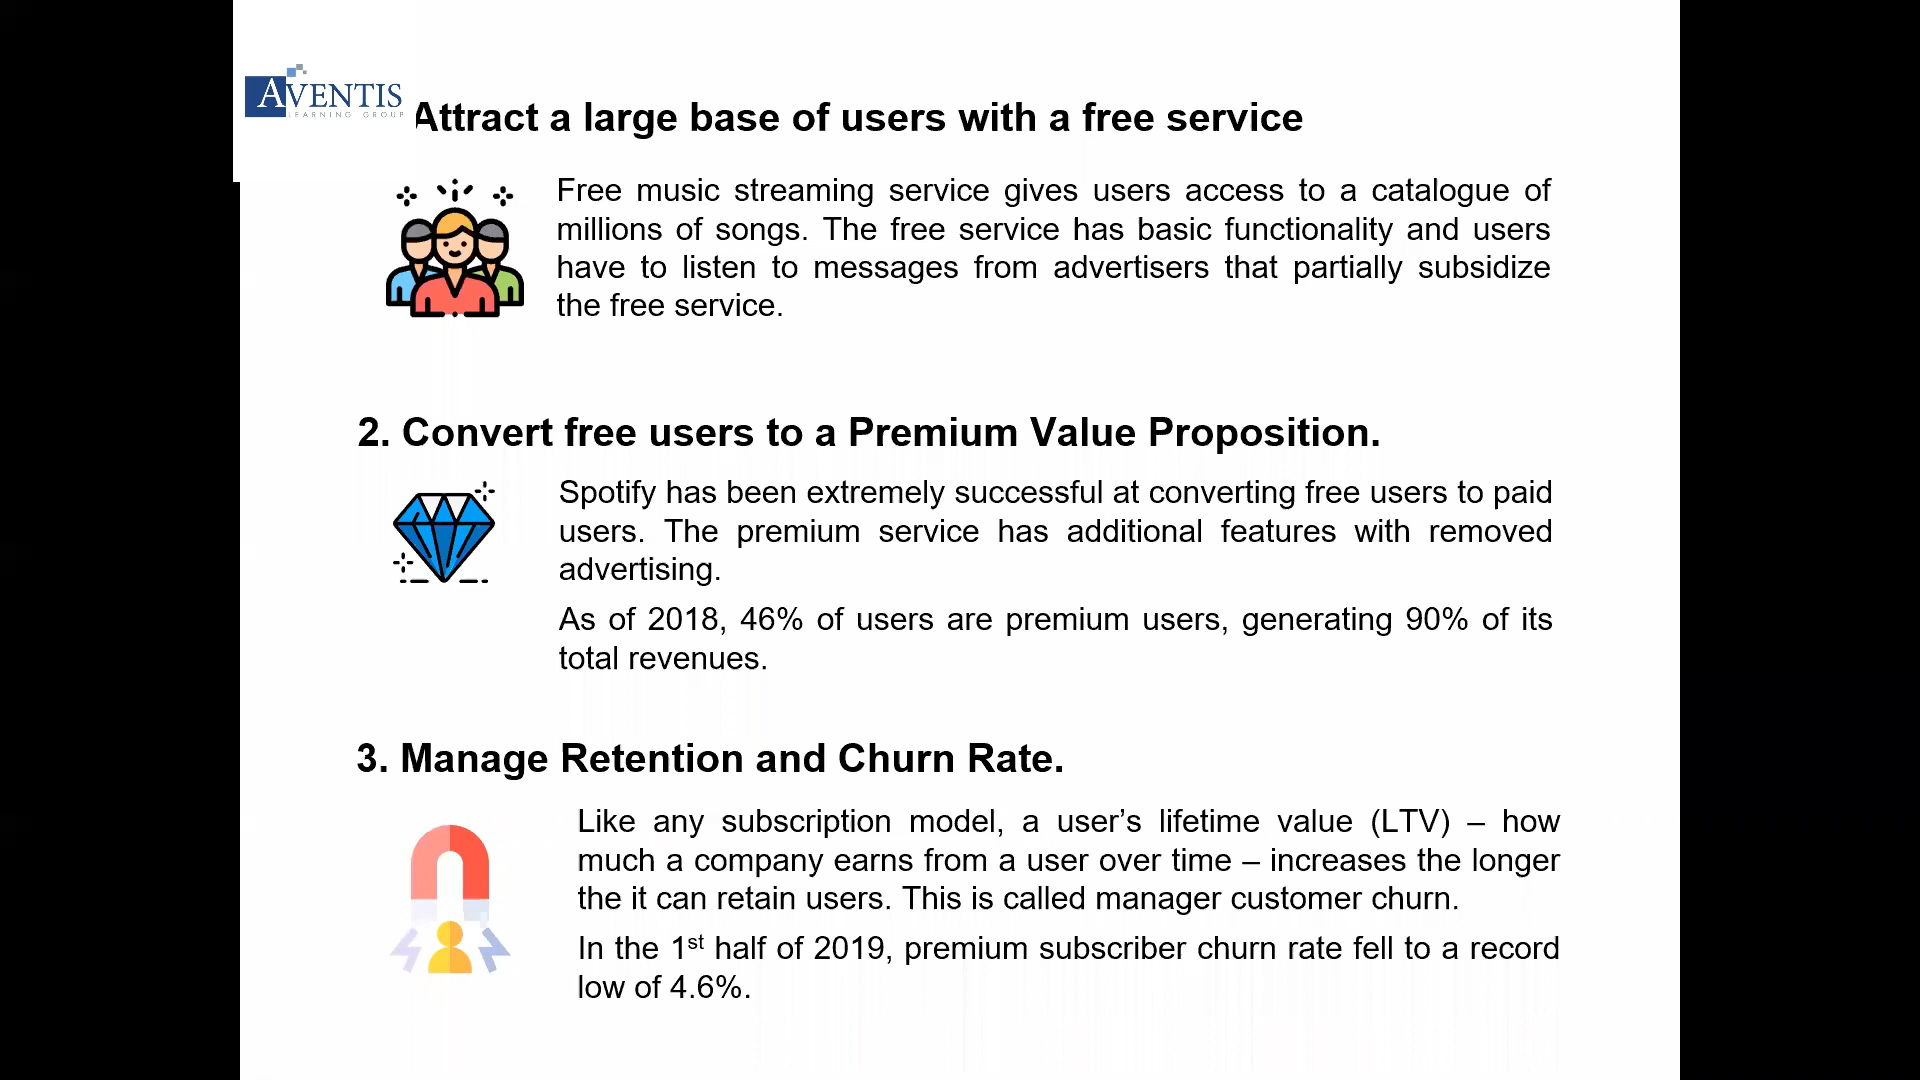 AVENTIS
LEARNING GROUP
Attract a large base of users with a free service
Free music streaming service gives users access to a catalogue of
millions of songs. The free service has basic functionality and users
have to listen to messages from advertisers that partially subsidize
the free service.
2. Convert free users to a Premium Value Proposition.
Spotify has been extremely successful at converting free users to paid
users. The premium service has additional features with removed
advertising.
As of 2018, 46% of users are premium users, generating 90% of its
total revenues.
3. Manage Retention and Churn Rate.
Like any subscription model, a user’s lifetime value (LTV) – how
much a company earns from a user over time – increases the longer
the it can retain users. This is called manager customer churn.
In the 1st half of 2019, premium subscriber churn rate fell to a record
low of 4.6%.